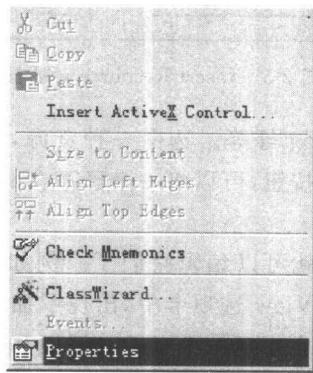 Cut
Copy
Paste
Insert ActiveX Control...
Size to Content
Align Left Edges
Align Top Edges
Check Mnemonics
ClassWizard...
Events...
Properties